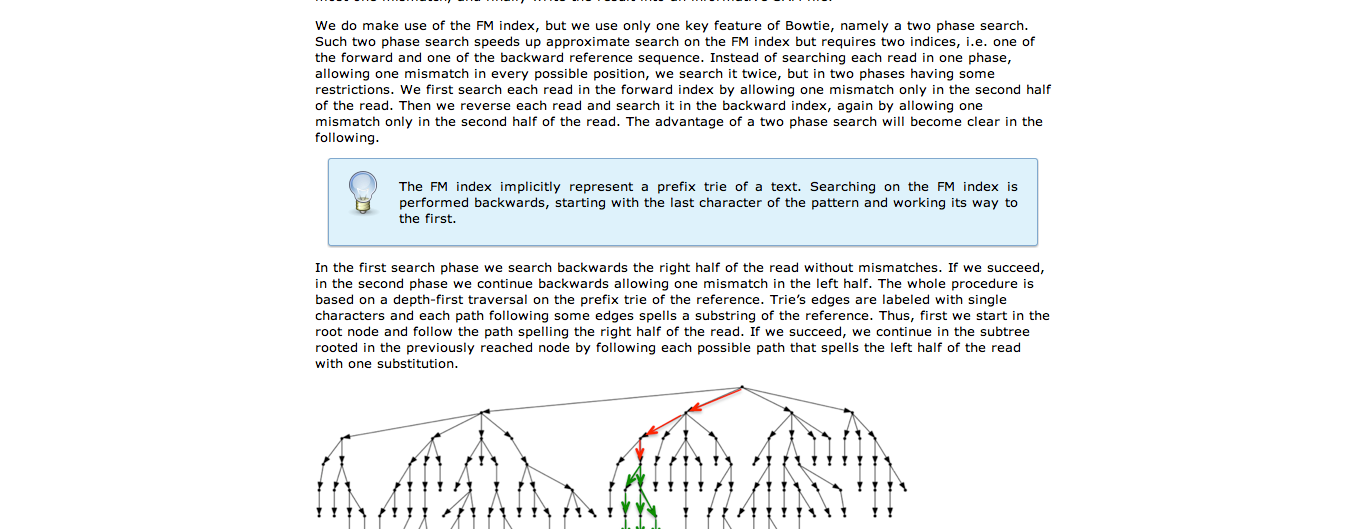 We do make use of the FM index, but we use only one key feature of Bowtie, namely a two phase search.
Such two phase search speeds up approximate search on the FM index but requires two indices, i.e. one of
the forward and one of the backward reference sequence. Instead of searching each read in one phase,
allowing one mismatch in every possible position, we search it twice, but in two phases having some
restrictions. We first search each read in the forward index by allowing one mismatch only in the second half
of the read. Then we reverse each read and search it in the backward index, again by allowing one
mismatch only in the second half of the read. The advantage of a two phase search will become clear in the
following.
The FM index implicitly represent a prefix trie of a text. Searching on the FM index is
performed backwards, starting with the last character of the pattern and working its way to
the first.
In the first search phase we search backwards the right half of the read without mismatches. If we succeed,
in the second phase we continue backwards allowing one mismatch in the left half. The whole procedure is
based on a depth-first traversal on the prefix trie of the reference. Trie’s edges are labeled with single
characters and each path following some edges spells a substring of the reference. Thus, first we start in the
root node and follow the path spelling the right half of the read. If we succeed, we continue in the subtree
rooted in the previously reached node by following each possible path that spells the left half of the read
with one substitution.